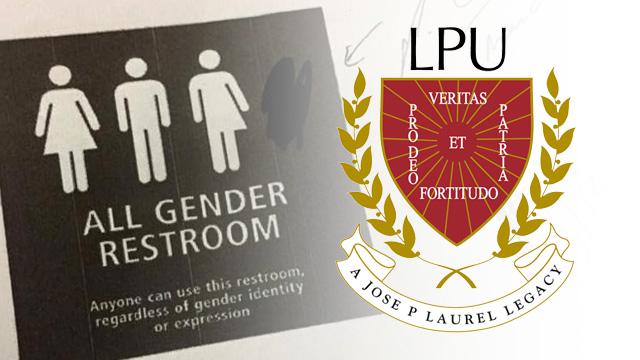 ALL GENDER
RESTROOM
Anyone can use this restroom,
regardless of gender identity
or expression
LPU
VERITAS
PRO DEO
ET
PATRIA
FORTITUDO
A JOSE P LAUREL LEGACY